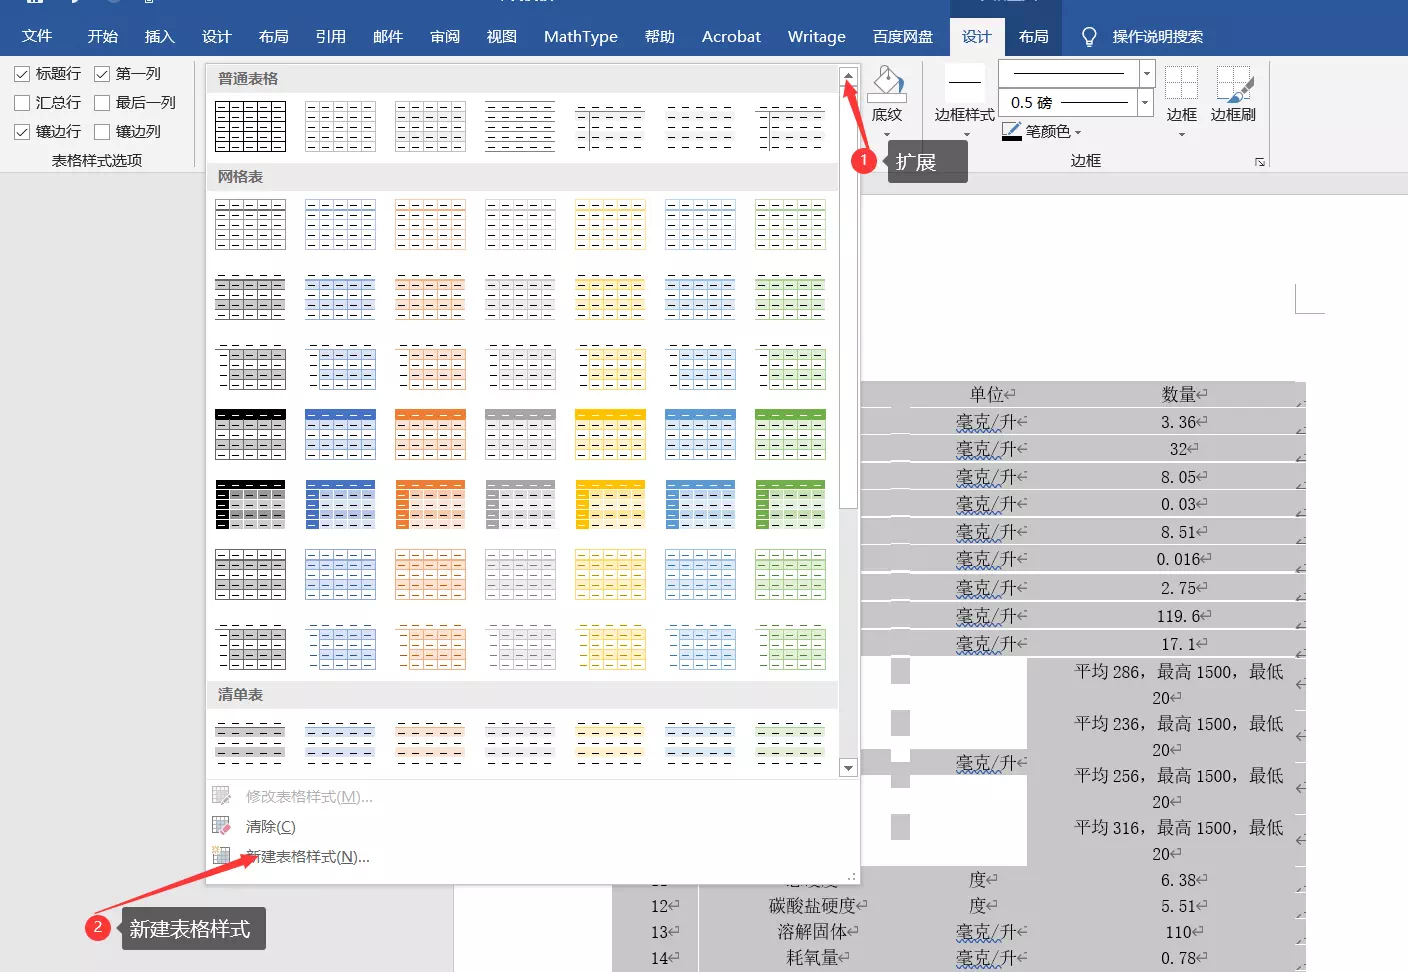 文件 开始 插入 设计 布局 引用 邮件 审阅 视图 MathType 帮助 Acrobat Writage 百度网盘 设计 布局 操作说明搜索
标题行 第一列
汇总行 最后一列
镶边行 镶边列
表格样式选项
普通表格
网格表
清单表
修改表格样式(M)...
清除(C)
新建表格样式(N)...
底纹
边框样式
0.5 磅
笔颜色
边框
边框刷
边框
1 扩展
2 新建表格样式
单位 数量
毫克/升 3.36
毫克/升 32
毫克/升 8.05
毫克/升 0.03
毫克/升 8.51
毫克/升 0.016
毫克/升 2.75
毫克/升 119.6
毫克/升 17.1
平均 286，最高 1500，最低
20
平均 236，最高 1500，最低
20
毫克/升
平均 256，最高 1500，最低
20
平均 316，最高 1500，最低
20
度 6.38
12 碳酸盐硬度 度 5.51
13 溶解固体 毫克/升 110
14 耗氧量 毫克/升 0.78